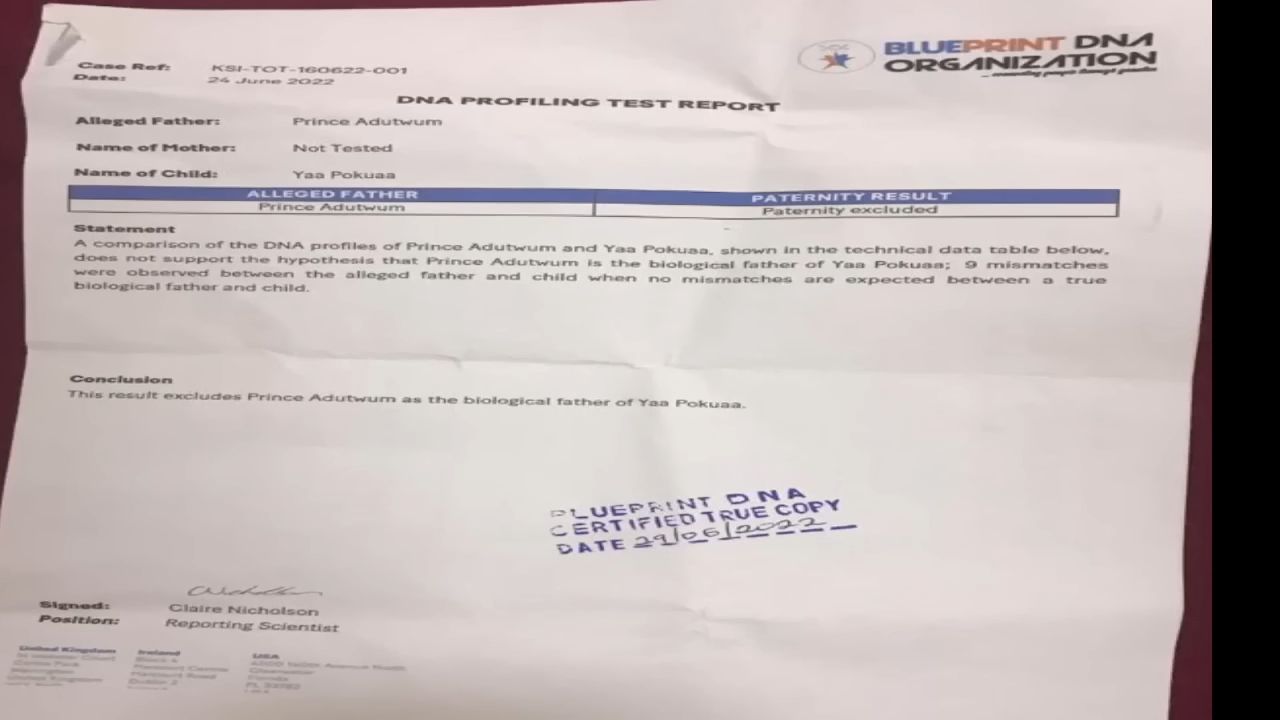 BLUEPRINT DNA
ORGANIZATION
Case Ref: KSI-TOT-160622-001
Date: 24 June 2022
DNA PROFILING TEST REPORT
Alleged Father: Prince Adutwum
Name of Mother: Not Tested
Name of Child: Yaa Pokuaa
ALLEGED FATHER PATERNITY RESULT
Prince Adutwum Paternity excluded
Statement
A comparison of the DNA profiles of Prince Adutwum and Yaa Pokuaa, shown in the technical data table below,
does not support the hypothesis that Prince Adutwum is the biological father of Yaa Pokuaa; 9 mismatches
were observed between the alleged father and child when no mismatches are expected between a true
biological father and child.
Conclusion
This result excludes Prince Adutwum as the biological father of Yaa Pokuaa.
BLUEPRINT DNA
CERTIFIED TRUE COPY
DATE 29/06/2022
Signed: Claire Nicholson
Position: Reporting Scientist
United Kingdom Ireland USA